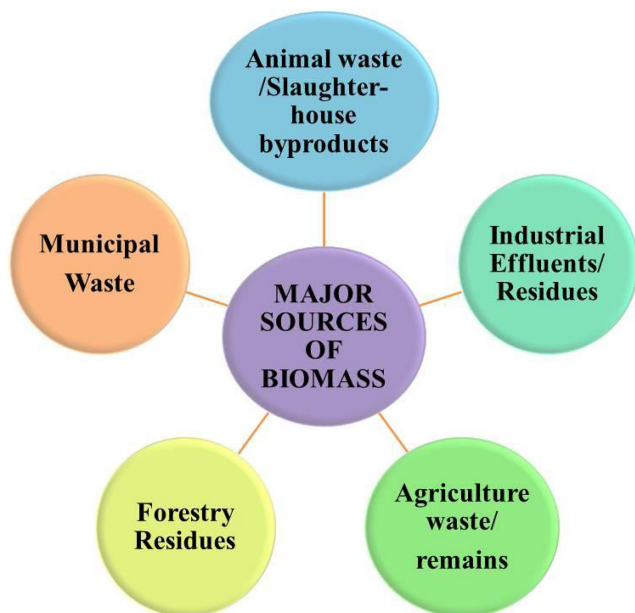 Animal waste
/Slaughter-
house
byproducts
Municipal
Waste
Industrial
Effluents/
Residues
MAJOR
SOURCES
OF
BIOMASS
Forestry
Residues
Agriculture
waste/
remains